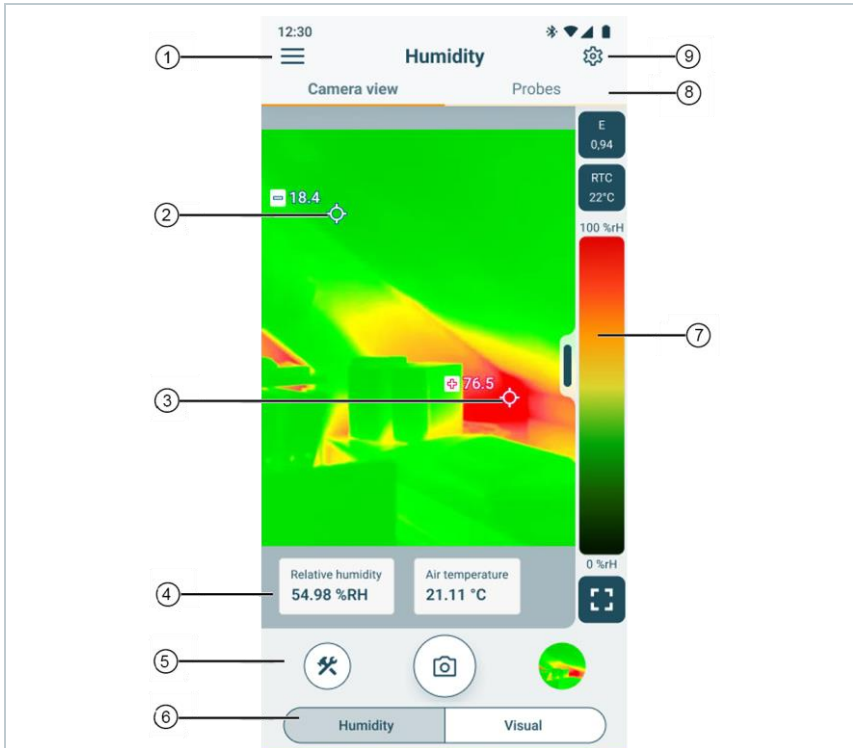 12:30
1
Humidity
9
Camera view Probes
8
E
0,94
RTC
22°C
18.4
2
100 %rH
7
76.5
3
0 %rH
Relative humidity
54.98 %RH
Air temperature
21.11 °C
4
5
6
Humidity Visual